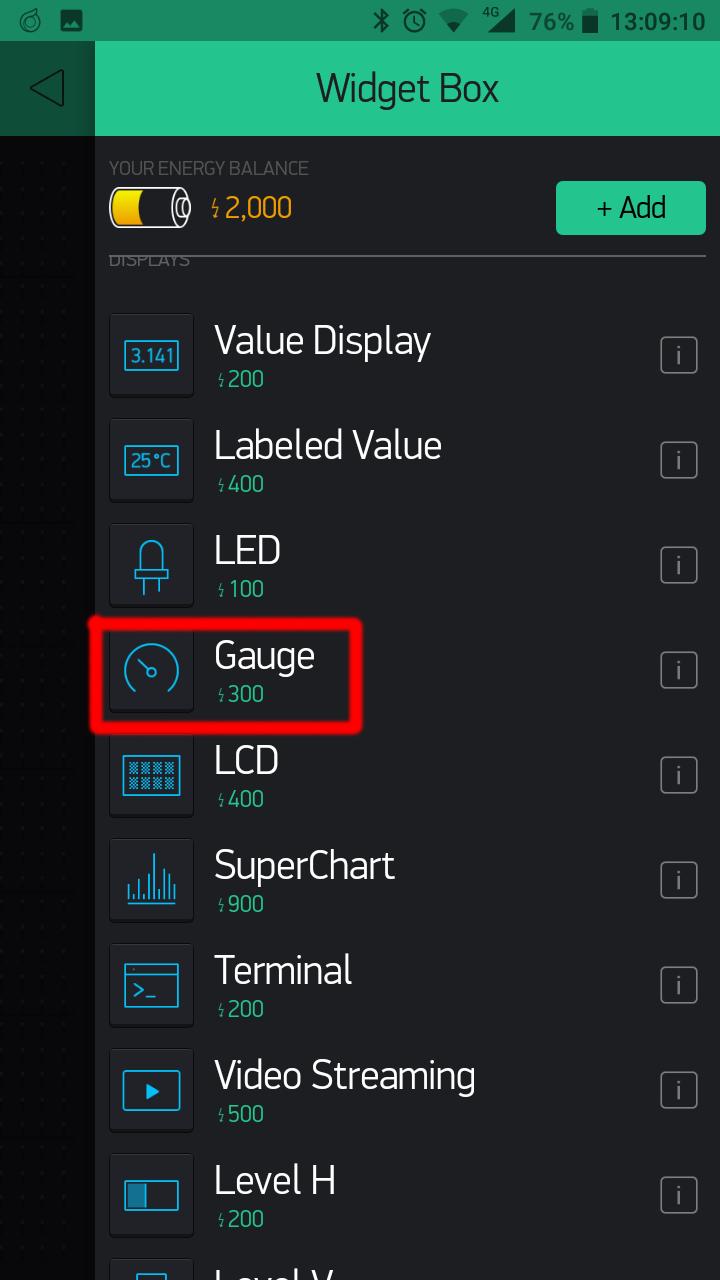 4G 76% 13:09:10
Widget Box
YOUR ENERGY BALANCE
2,000
+ Add
DISPLAYS
3.141
Value Display
200
i
25°C
Labeled Value
400
i
LED
100
i
Gauge
300
i
LCD
400
i
SuperChart
900
i
>_
Terminal
200
i
Video Streaming
500
i
Level H
200
i
Level V